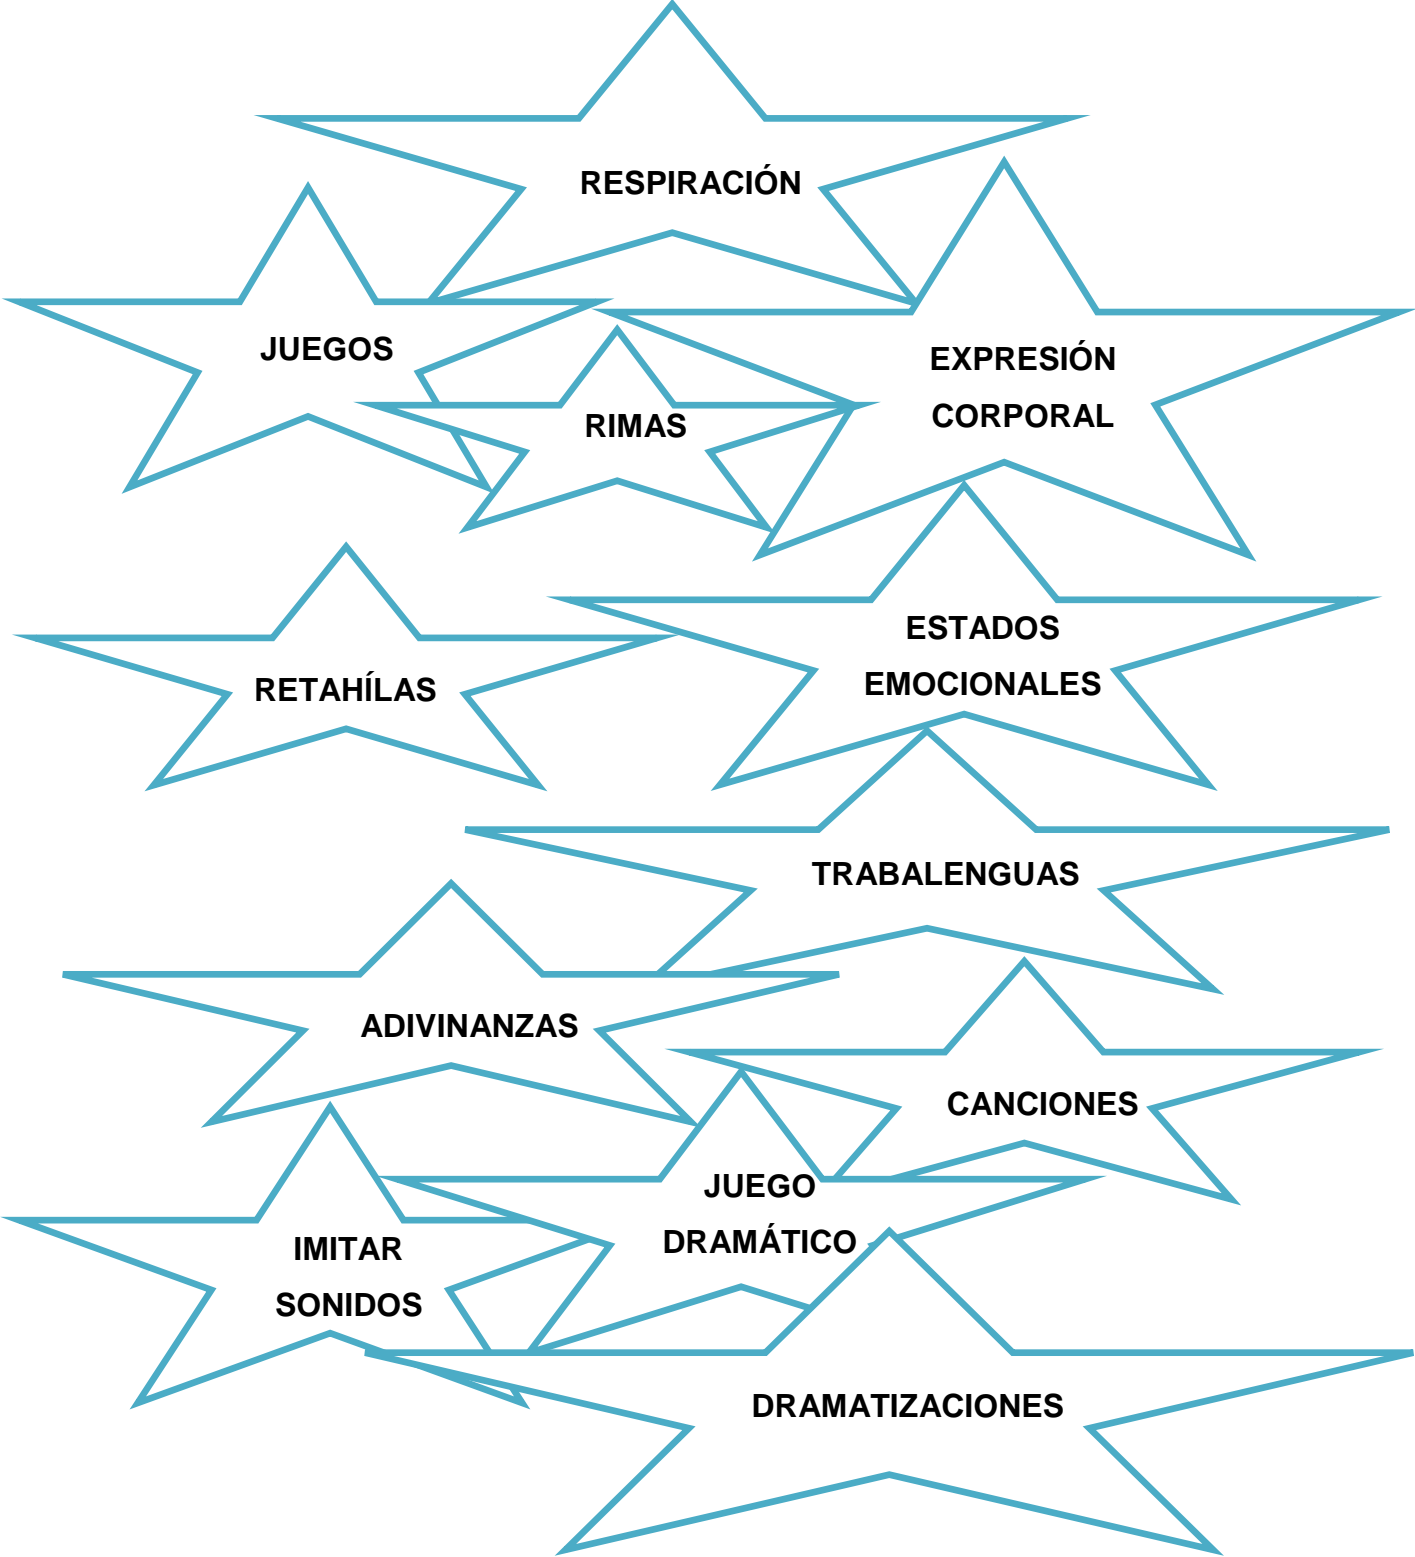 RESPIRACIÓN
JUEGOS
EXPRESIÓN
CORPORAL
RIMAS
RETAHÍLAS
ESTADOS
EMOCIONALES
TRABALENGUAS
ADIVINANZAS
CANCIONES
JUEGO
DRAMÁTICO
IMITAR
SONIDOS
DRAMATIZACIONES